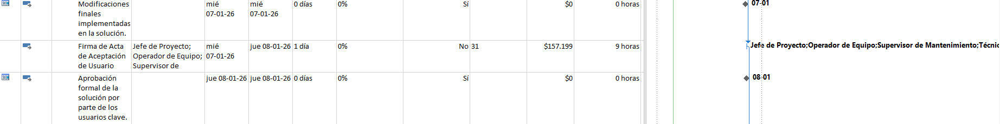 Modificaciones finales implementadas en la solución. mié 07-01-26 mié 07-01-26 0 días 0% Sí $0 0 horas 07-01
Firma de Acta de Aceptación de Usuario Jefe de Proyecto; Operador de Equipo; Supervisor de mié 07-01-26 jue 08-01-26 1 día 0% No 31 $157.199 9 horas Jefe de Proyecto;Operador de Equipo;Supervisor de Mantenimiento;Técnic
Aprobación formal de la solución por parte de los usuarios clave. jue 08-01-26 jue 08-01-26 0 días 0% Sí $0 0 horas 08-01